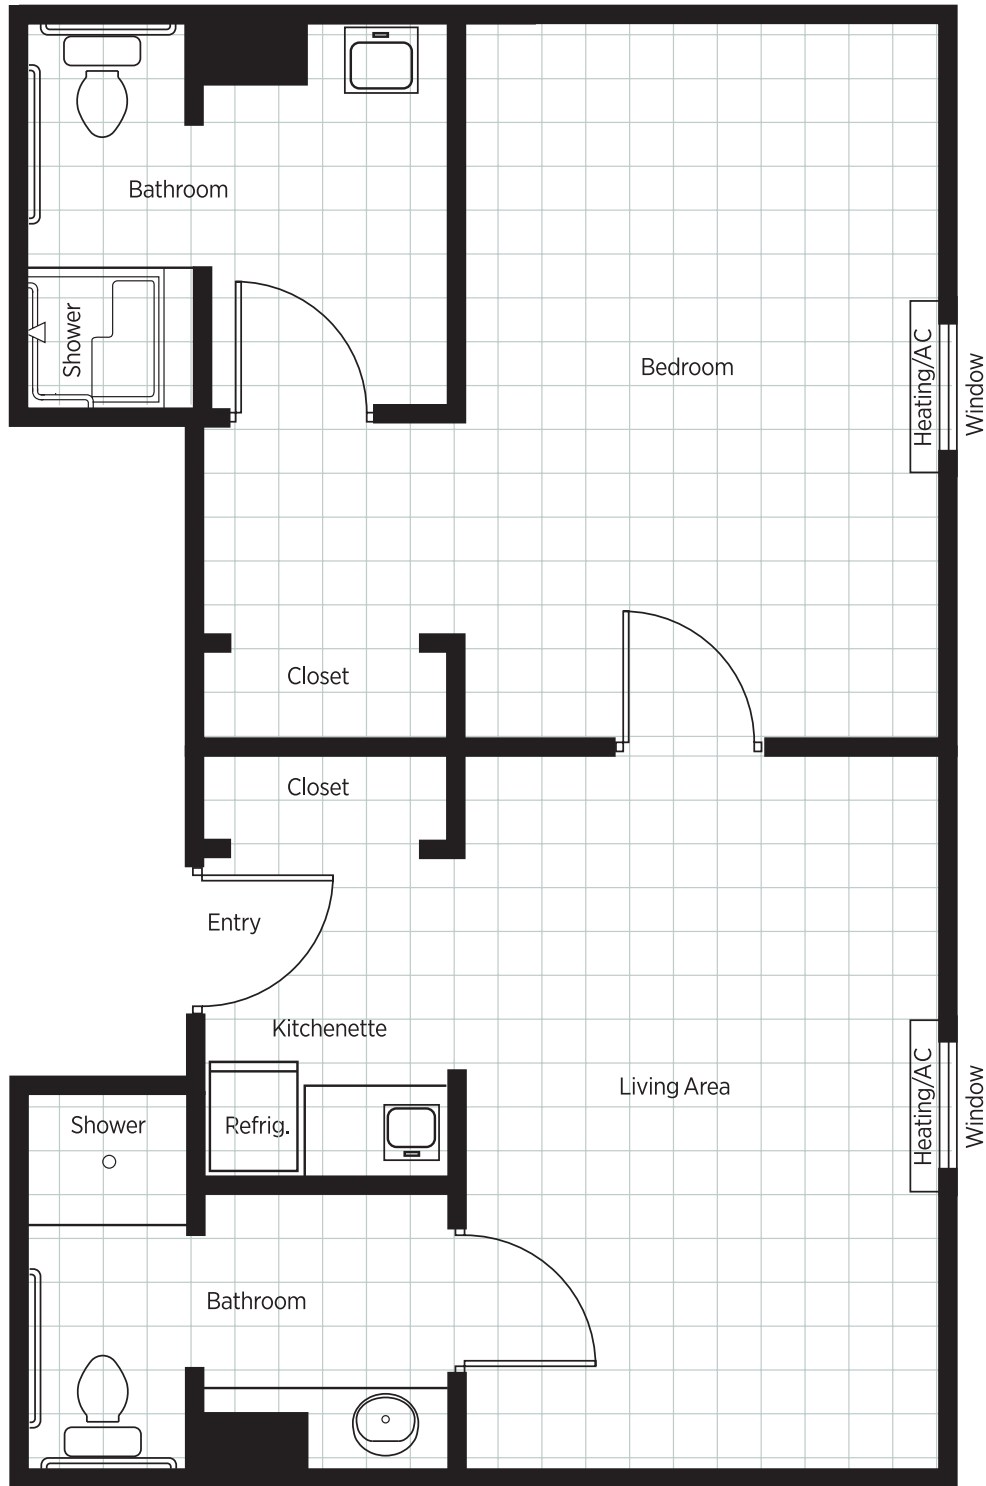 Bathroom
Shower
Bedroom
Heating/AC
Window
Closet
Closet
Entry
Kitchenette
Living Area
Heating/AC
Window
Shower
Refrig.
Bathroom